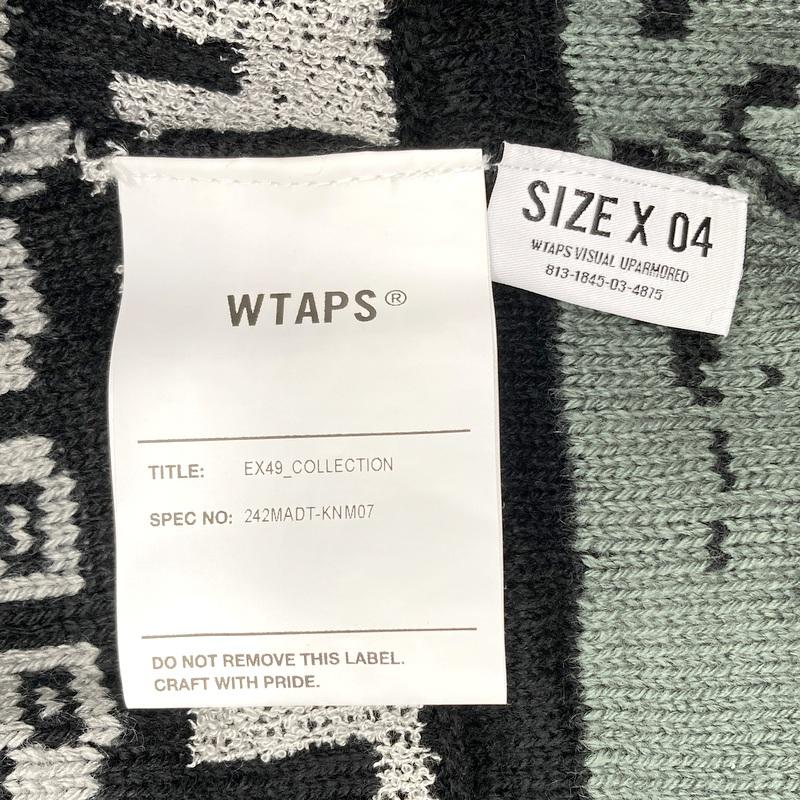 WTAPS®
TITLE: EX49_COLLECTION
SPEC NO: 242MADT-KNM07
DO NOT REMOVE THIS LABEL.
CRAFT WITH PRIDE.
SIZE X 04
WTAPS VISUAL UPARMORED
813-1845-03-4875